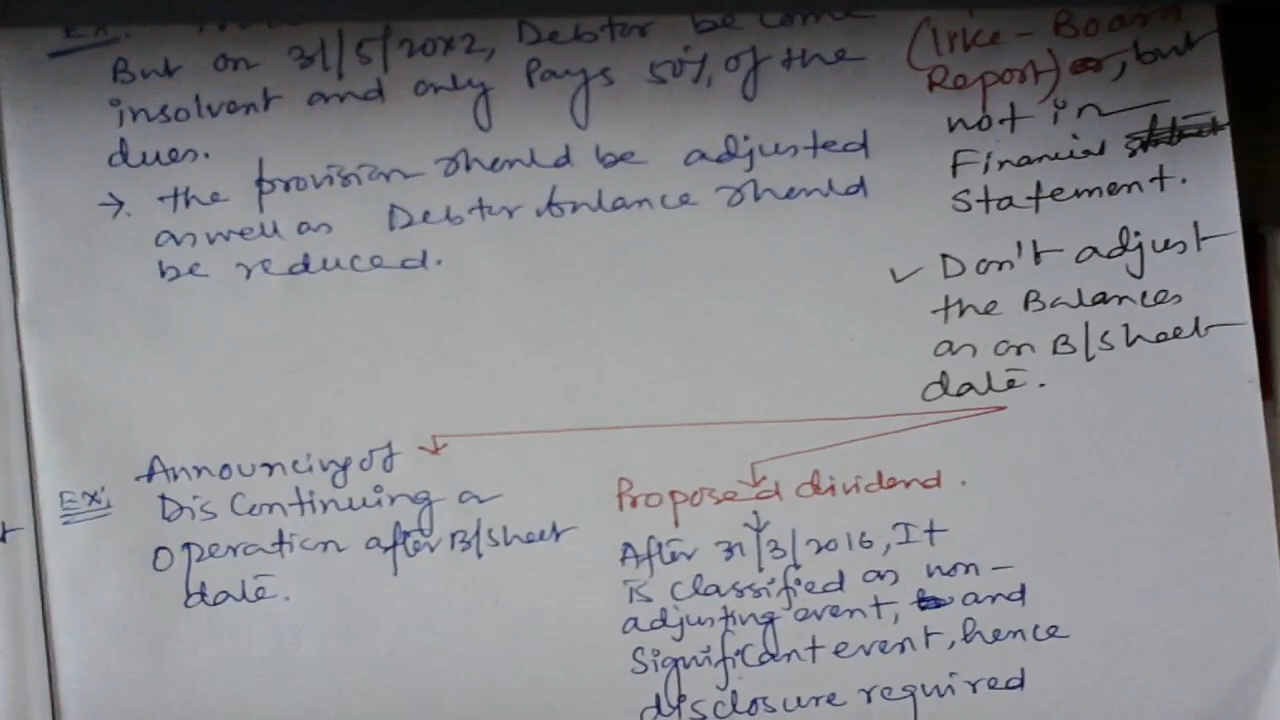 Ex.
But on 31/5/20x2, Debtor become
insolvent and only Pays 50% of the
dues.
→ the provision should be adjusted
as well as Debtor balance should
be reduced.
(like - Board
Report), but
not in
Financial
Statement.
✓ Don't adjust
the Balances
as on B/Sheet
date.
Announcing of
Ex: DisContinuing a
Operation after B/Sheet
date.
Proposed dividend.
After 31/3/2016, It
is classified as non-
adjusting event, and
Significant event, hence
disclosure required